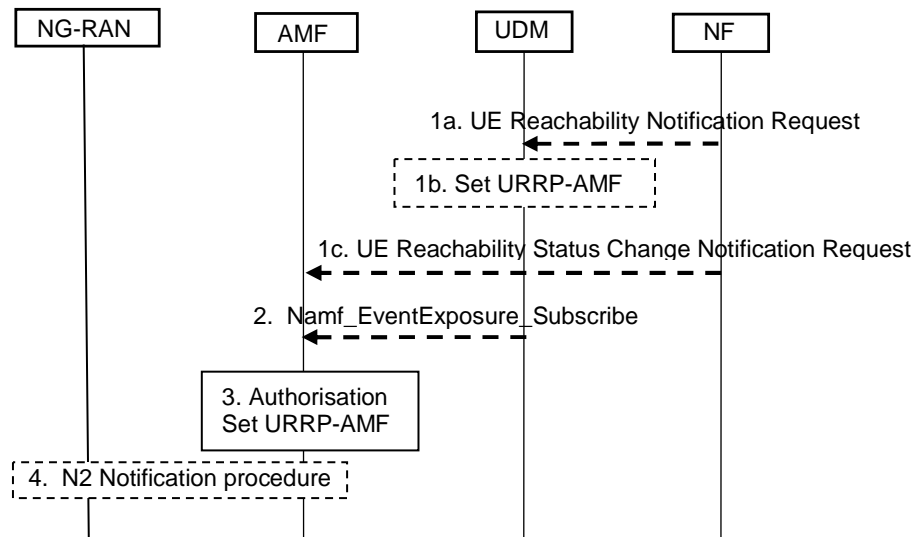 NG-RAN
AMF
UDM
NF
1a. UE Reachability Notification Request
1b. Set URRP-AMF
1c. UE Reachability Status Change Notification Request
2.  Namf_EventExposure_Subscribe
3. Authorisation
Set URRP-AMF
4.  N2 Notification procedure